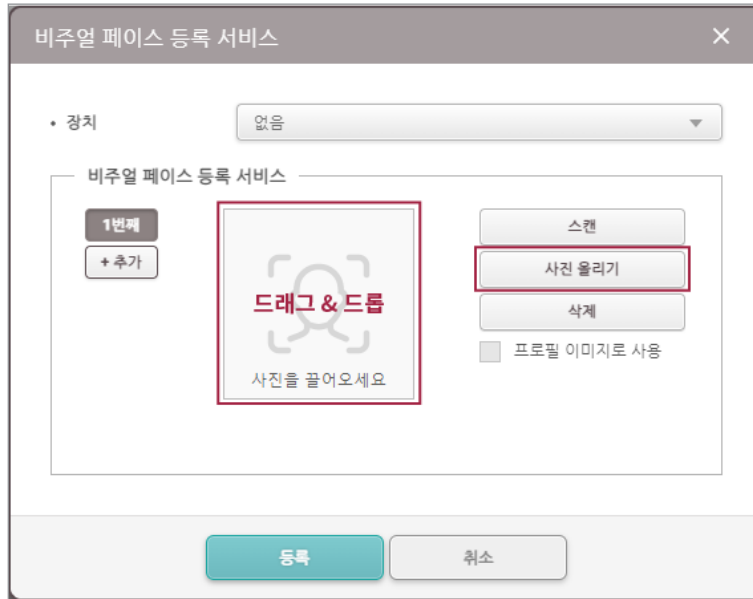 비주얼 페이스 등록 서비스
• 장치
없음
비주얼 페이스 등록 서비스
1번째
+ 추가
드래그 & 드롭
사진을 끌어오세요
스캔
사진 올리기
삭제
프로필 이미지로 사용
등록
취소